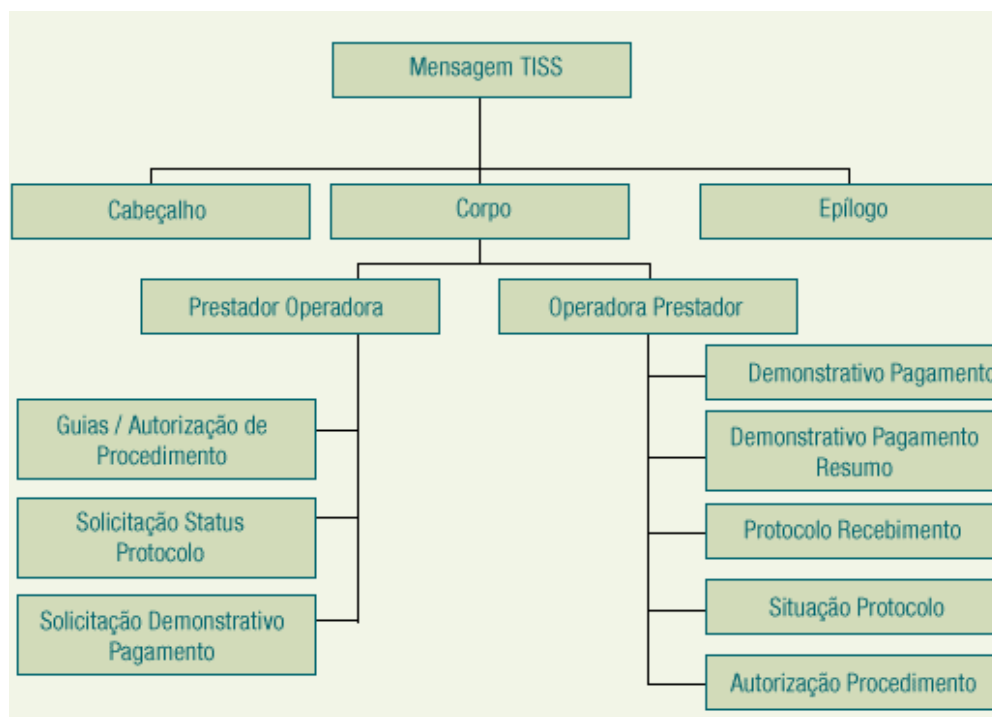 Mensagem TISS
Cabeçalho
Corpo
Epílogo
Prestador Operadora
Operadora Prestador
Guias / Autorização de
Procedimento
Solicitação Status
Protocolo
Solicitação Demonstrativo
Pagamento
Demonstrativo Pagamento
Demonstrativo Pagamento
Resumo
Protocolo Recebimento
Situação Protocolo
Autorização Procedimento